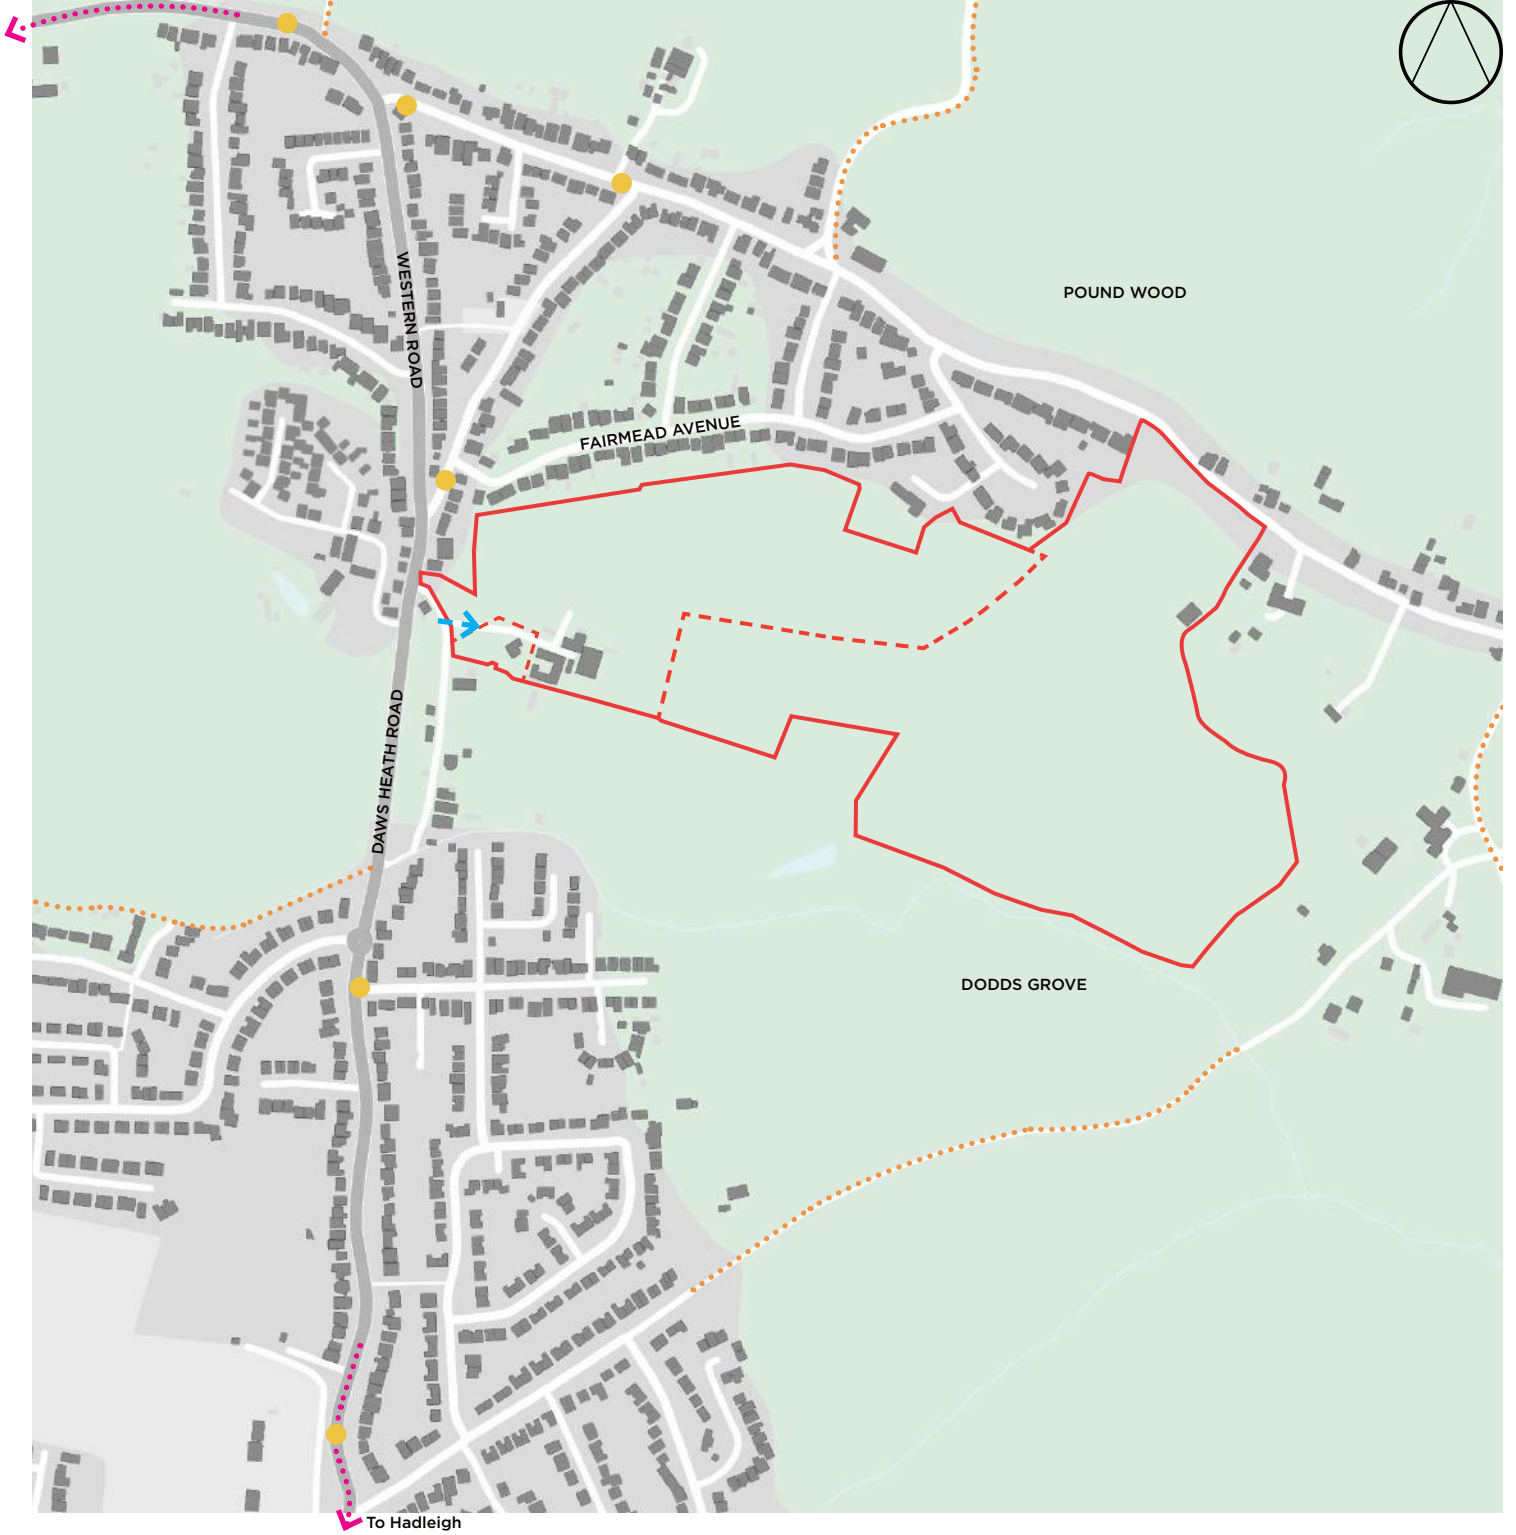 POUND WOOD
WESTERN ROAD
FAIRMEAD AVENUE
DAWS HEATH ROAD
DODDS GROVE
To Hadleigh